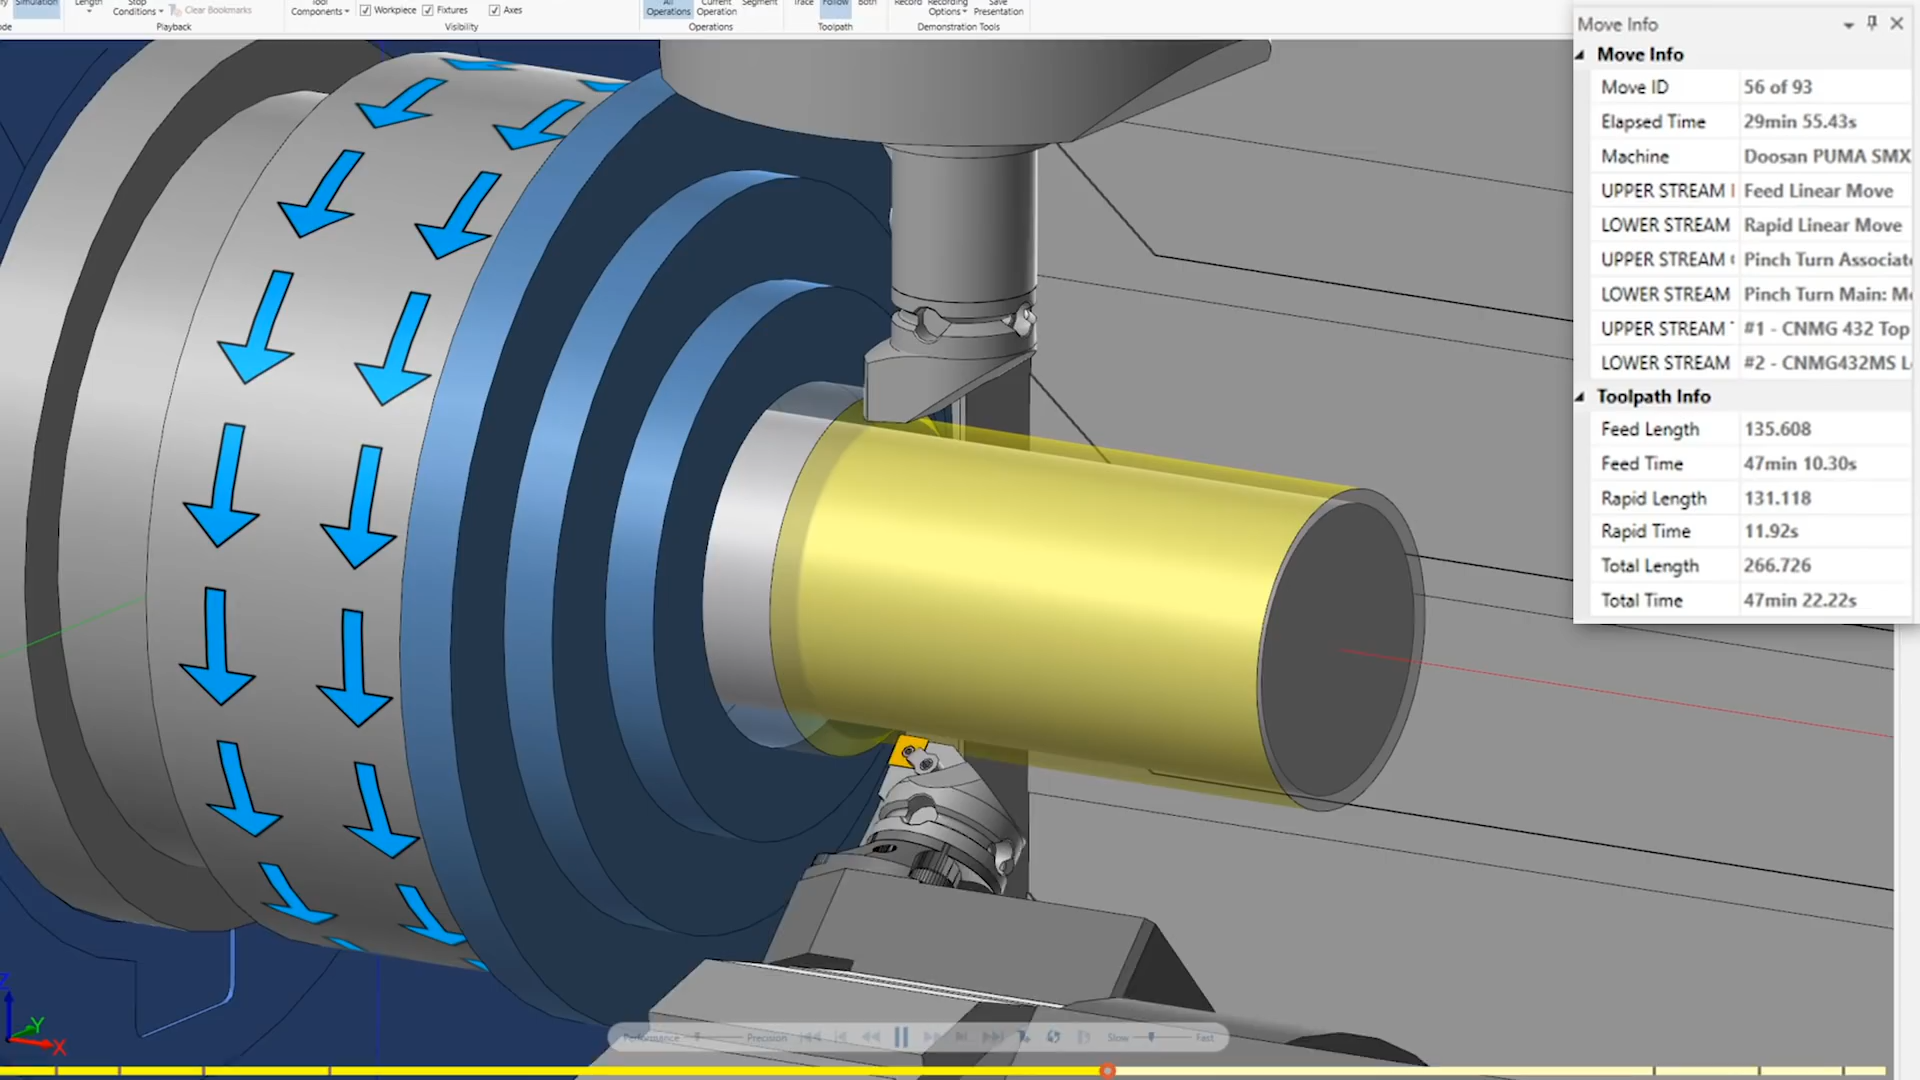 Simulation
Length
Stop
Conditions
Clear Bookmarks
Playback
Tool
Components
Workpiece
Fixtures
Axes
Visibility
All
Operations
Current
Operation
Segment
Operations
Trace
Follow
Both
Toolpath
Record
Recording
Options
Save
Presentation
Demonstration Tools
Move Info
Move Info
Move ID 56 of 93
Elapsed Time 29min 55.43s
Machine Doosan PUMA SMX
UPPER STREAM Feed Linear Move
LOWER STREAM Rapid Linear Move
UPPER STREAM Pinch Turn Associat
LOWER STREAM Pinch Turn Main: M
UPPER STREAM #1 - CNMG 432 Top
LOWER STREAM #2 - CNMG432MS L
Toolpath Info
Feed Length 135.608
Feed Time 47min 10.30s
Rapid Length 131.118
Rapid Time 11.92s
Total Length 266.726
Total Time 47min 22.22s
Z
Y
X
Performance
Precision
Slow
Fast